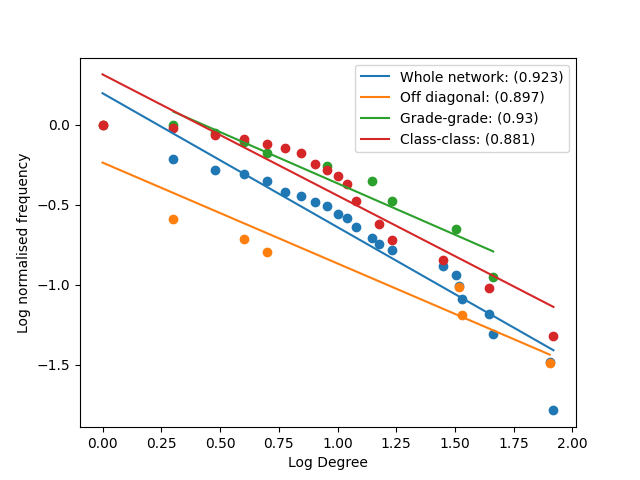 Whole network: (0.923)
Off diagonal: (0.897)
Grade-grade: (0.93)
Class-class: (0.881)
Log normalised frequency
0.0
−0.5
−1.0
−1.5
0.00 0.25 0.50 0.75 1.00 1.25 1.50 1.75 2.00
Log Degree